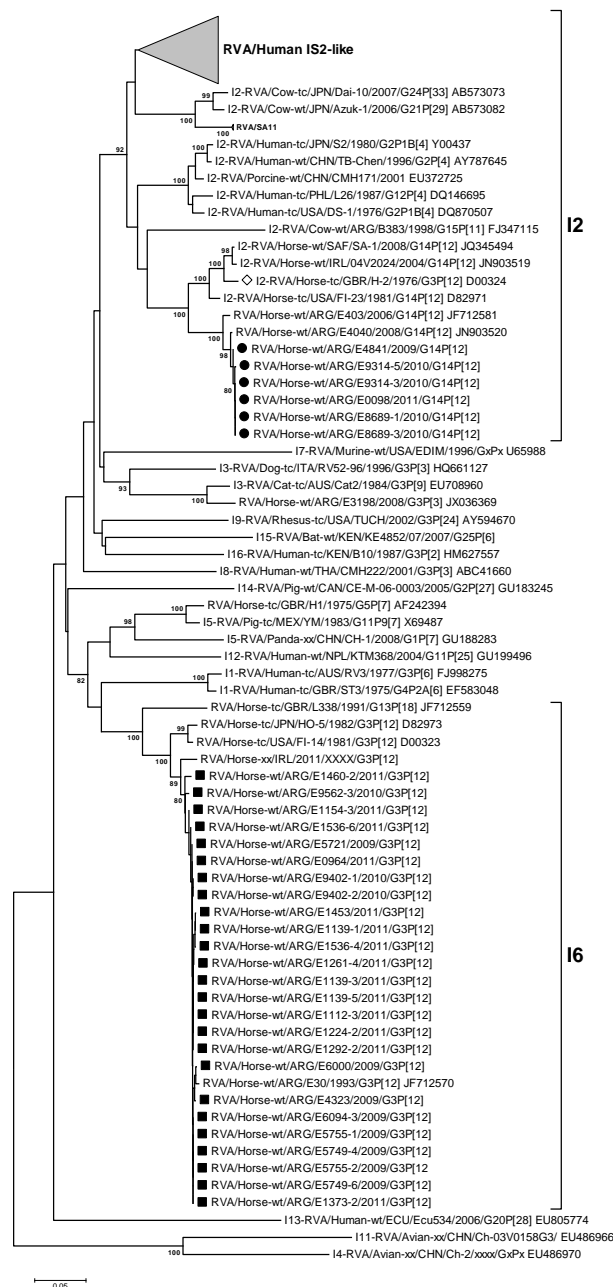 RVA/Human IS2-like
I2
99
I2-RVA/Cow-tc/JPN/Dai-10/2007/G24P[33] AB573073
I2-RVA/Cow-wt/JPN/Azuk-1/2006/G21P[29] AB573082
100
RVA/SA11
100
92
I2-RVA/Human-tc/JPN/S2/1980/G2P1B[4] Y00437
100
I2-RVA/Human-wt/CHN/TB-Chen/1996/G2P[4] AY787645
100
I2-RVA/Porcine-wt/CHN/CMH171/2001 EU372725
I2-RVA/Human-tc/PHL/L26/1987/G12P[4] DQ146695
100
I2-RVA/Human-tc/USA/DS-1/1976/G2P1B[4] DQ870507
I2-RVA/Cow-wt/ARG/B383/1998/G15P[11] FJ347115
98
I2-RVA/Horse-wt/SAF/SA-1/2008/G14P[12] JQ345494
I2-RVA/Horse-wt/IRL/04V2024/2004/G14P[12] JN903519
100
I2-RVA/Horse-tc/GBR/H-2/1976/G3P[12] D00324
100
I2-RVA/Horse-tc/USA/FI-23/1981/G14P[12] D82971
RVA/Horse-wt/ARG/E403/2006/G14P[12] JF712581
100
RVA/Horse-wt/ARG/E4040/2008/G14P[12] JN903520
98
RVA/Horse-wt/ARG/E4841/2009/G14P[12]
RVA/Horse-wt/ARG/E9314-5/2010/G14P[12]
RVA/Horse-wt/ARG/E9314-3/2010/G14P[12]
80
RVA/Horse-wt/ARG/E0098/2011/G14P[12]
RVA/Horse-wt/ARG/E8689-1/2010/G14P[12]
RVA/Horse-wt/ARG/E8689-3/2010/G14P[12]
I7-RVA/Murine-wt/USA/EDIM/1996/GxPx U65988
I3-RVA/Dog-tc/ITA/RV52-96/1996/G3P[3] HQ661127
93
I3-RVA/Cat-tc/AUS/Cat2/1984/G3P[9] EU708960
100
RVA/Horse-wt/ARG/E3198/2008/G3P[3] JX036369
I9-RVA/Rhesus-tc/USA/TUCH/2002/G3P[24] AY594670
I15-RVA/Bat-wt/KEN/KE4852/07/2007/G25P[6]
I16-RVA/Human-tc/KEN/B10/1987/G3P[2] HM627557
I8-RVA/Human-wt/THA/CMH222/2001/G3P[3] ABC41660
I14-RVA/Pig-wt/CAN/CE-M-06-0003/2005/G2P[27] GU183245
RVA/Horse-tc/GBR/H1/1975/G5P[7] AF242394
100
I5-RVA/Pig-tc/MEX/YM/1983/G11P9[7] X69487
98
I5-RVA/Panda-xx/CHN/CH-1/2008/G1P[7] GU188283
I12-RVA/Human-wt/NPL/KTM368/2004/G11P[25] GU199496
82
I1-RVA/Human-tc/AUS/RV3/1977/G3P[6] FJ998275
100
I1-RVA/Human-tc/GBR/ST3/1975/G4P2A[6] EF583048
RVA/Horse-tc/GBR/L338/1991/G13P[18] JF712559
100
RVA/Horse-tc/JPN/HO-5/1982/G3P[12] D82973
99
RVA/Horse-tc/USA/FI-14/1981/G3P[12] D00323
100
RVA/Horse-xx/IRL/2011/XXXX/G3P[12]
89
RVA/Horse-wt/ARG/E1460-2/2011/G3P[12]
RVA/Horse-wt/ARG/E9562-3/2010/G3P[12]
80
RVA/Horse-wt/ARG/E1154-3/2011/G3P[12]
RVA/Horse-wt/ARG/E1536-6/2011/G3P[12]
RVA/Horse-wt/ARG/E5721/2009/G3P[12]
RVA/Horse-wt/ARG/E0964/2011/G3P[12]
RVA/Horse-wt/ARG/E9402-1/2010/G3P[12]
RVA/Horse-wt/ARG/E9402-2/2010/G3P[12]
RVA/Horse-wt/ARG/E1453/2011/G3P[12]
RVA/Horse-wt/ARG/E1139-1/2011/G3P[12]
RVA/Horse-wt/ARG/E1536-4/2011/G3P[12]
I6
RVA/Horse-wt/ARG/E1261-4/2011/G3P[12]
RVA/Horse-wt/ARG/E1139-3/2011/G3P[12]
RVA/Horse-wt/ARG/E1139-5/2011/G3P[12]
RVA/Horse-wt/ARG/E1112-3/2011/G3P[12]
RVA/Horse-wt/ARG/E1224-2/2011/G3P[12]
RVA/Horse-wt/ARG/E1292-2/2011/G3P[12]
RVA/Horse-wt/ARG/E6000/2009/G3P[12]
RVA/Horse-wt/ARG/E30/1993/G3P[12] JF712570
RVA/Horse-wt/ARG/E4323/2009/G3P[12]
RVA/Horse-wt/ARG/E6094-3/2009/G3P[12]
RVA/Horse-wt/ARG/E5755-1/2009/G3P[12]
RVA/Horse-wt/ARG/E5749-4/2009/G3P[12]
RVA/Horse-wt/ARG/E5755-2/2009/G3P[12
RVA/Horse-wt/ARG/E5749-6/2009/G3P[12]
RVA/Horse-wt/ARG/E1373-2/2011/G3P[12]
I13-RVA/Human-wt/ECU/Ecu534/2006/G20P[28] EU805774
I11-RVA/Avian-xx/CHN/Ch-03V0158G3/ EU486966
100
I4-RVA/Avian-xx/CHN/Ch-2/xxxx/GxPx EU486970
0.05